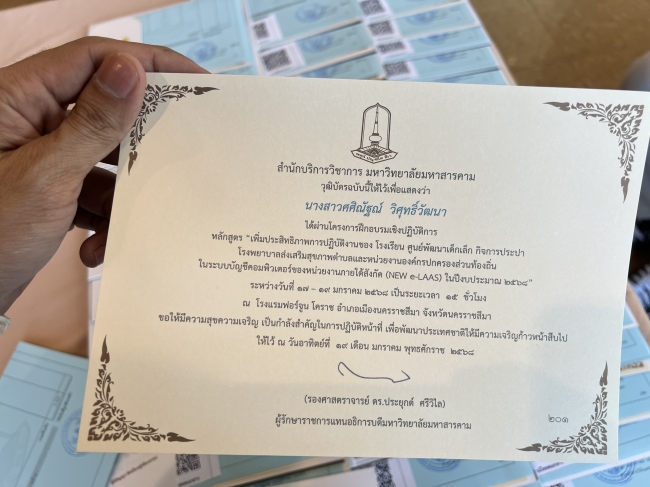 สำนักบริการวิชาการ มหาวิทยาลัยมหาสารคาม
วุฒิบัตรฉบับนี้ให้ไว้เพื่อแสดงว่า
นางสาวศศิณัฐณ์ วิศุทธิ์วัฒนา
ได้ผ่านโครงการฝึกอบรมเชิงปฏิบัติการ
หลักสูตร "เพิ่มประสิทธิภาพการปฏิบัติงานของ โรงเรียน ศูนย์พัฒนาเด็กเล็ก กิจการประปา
โรงพยาบาลส่งเสริมสุขภาพตำบลและหน่วยงานองค์กรปกครองส่วนท้องถิ่น
ในระบบบัญชีคอมพิวเตอร์ของหน่วยงานภายใต้สังกัด (NEW e-LAAS) ในปีงบประมาณ ๒๕๖๘"
ระหว่างวันที่ ๑๗ – ๑๙ มกราคม ๒๕๖๘ เป็นระยะเวลา ๑๕ ชั่วโมง
ณ โรงแรมฟอร์จูน โคราช อำเภอเมืองนครราชสีมา จังหวัดนครราชสีมา
ขอให้มีความสุขความเจริญ เป็นกำลังสำคัญในการปฏิบัติหน้าที่ เพื่อพัฒนาประเทศชาติให้มีความเจริญก้าวหน้าสืบไป
ให้ไว้ ณ วันอาทิตย์ที่ ๑๙ เดือน มกราคม พุทธศักราช ๒๕๖๘
(รองศาสตราจารย์ ดร.ประยุกต์ ศรีวิไล)
ผู้รักษาราชการแทนอธิการบดีมหาวิทยาลัยมหาสารคาม
๒๐๑